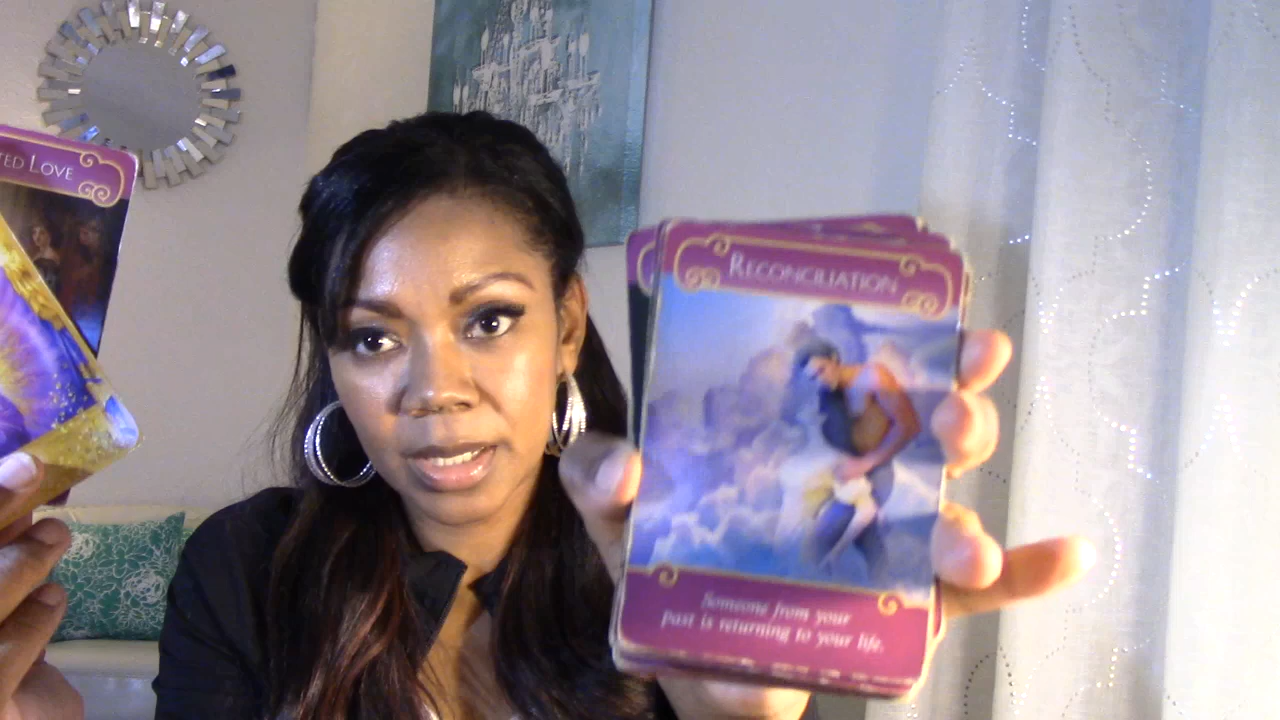 TED LOVE
RECONCILIATION
Someone from your
past is returning to your life.